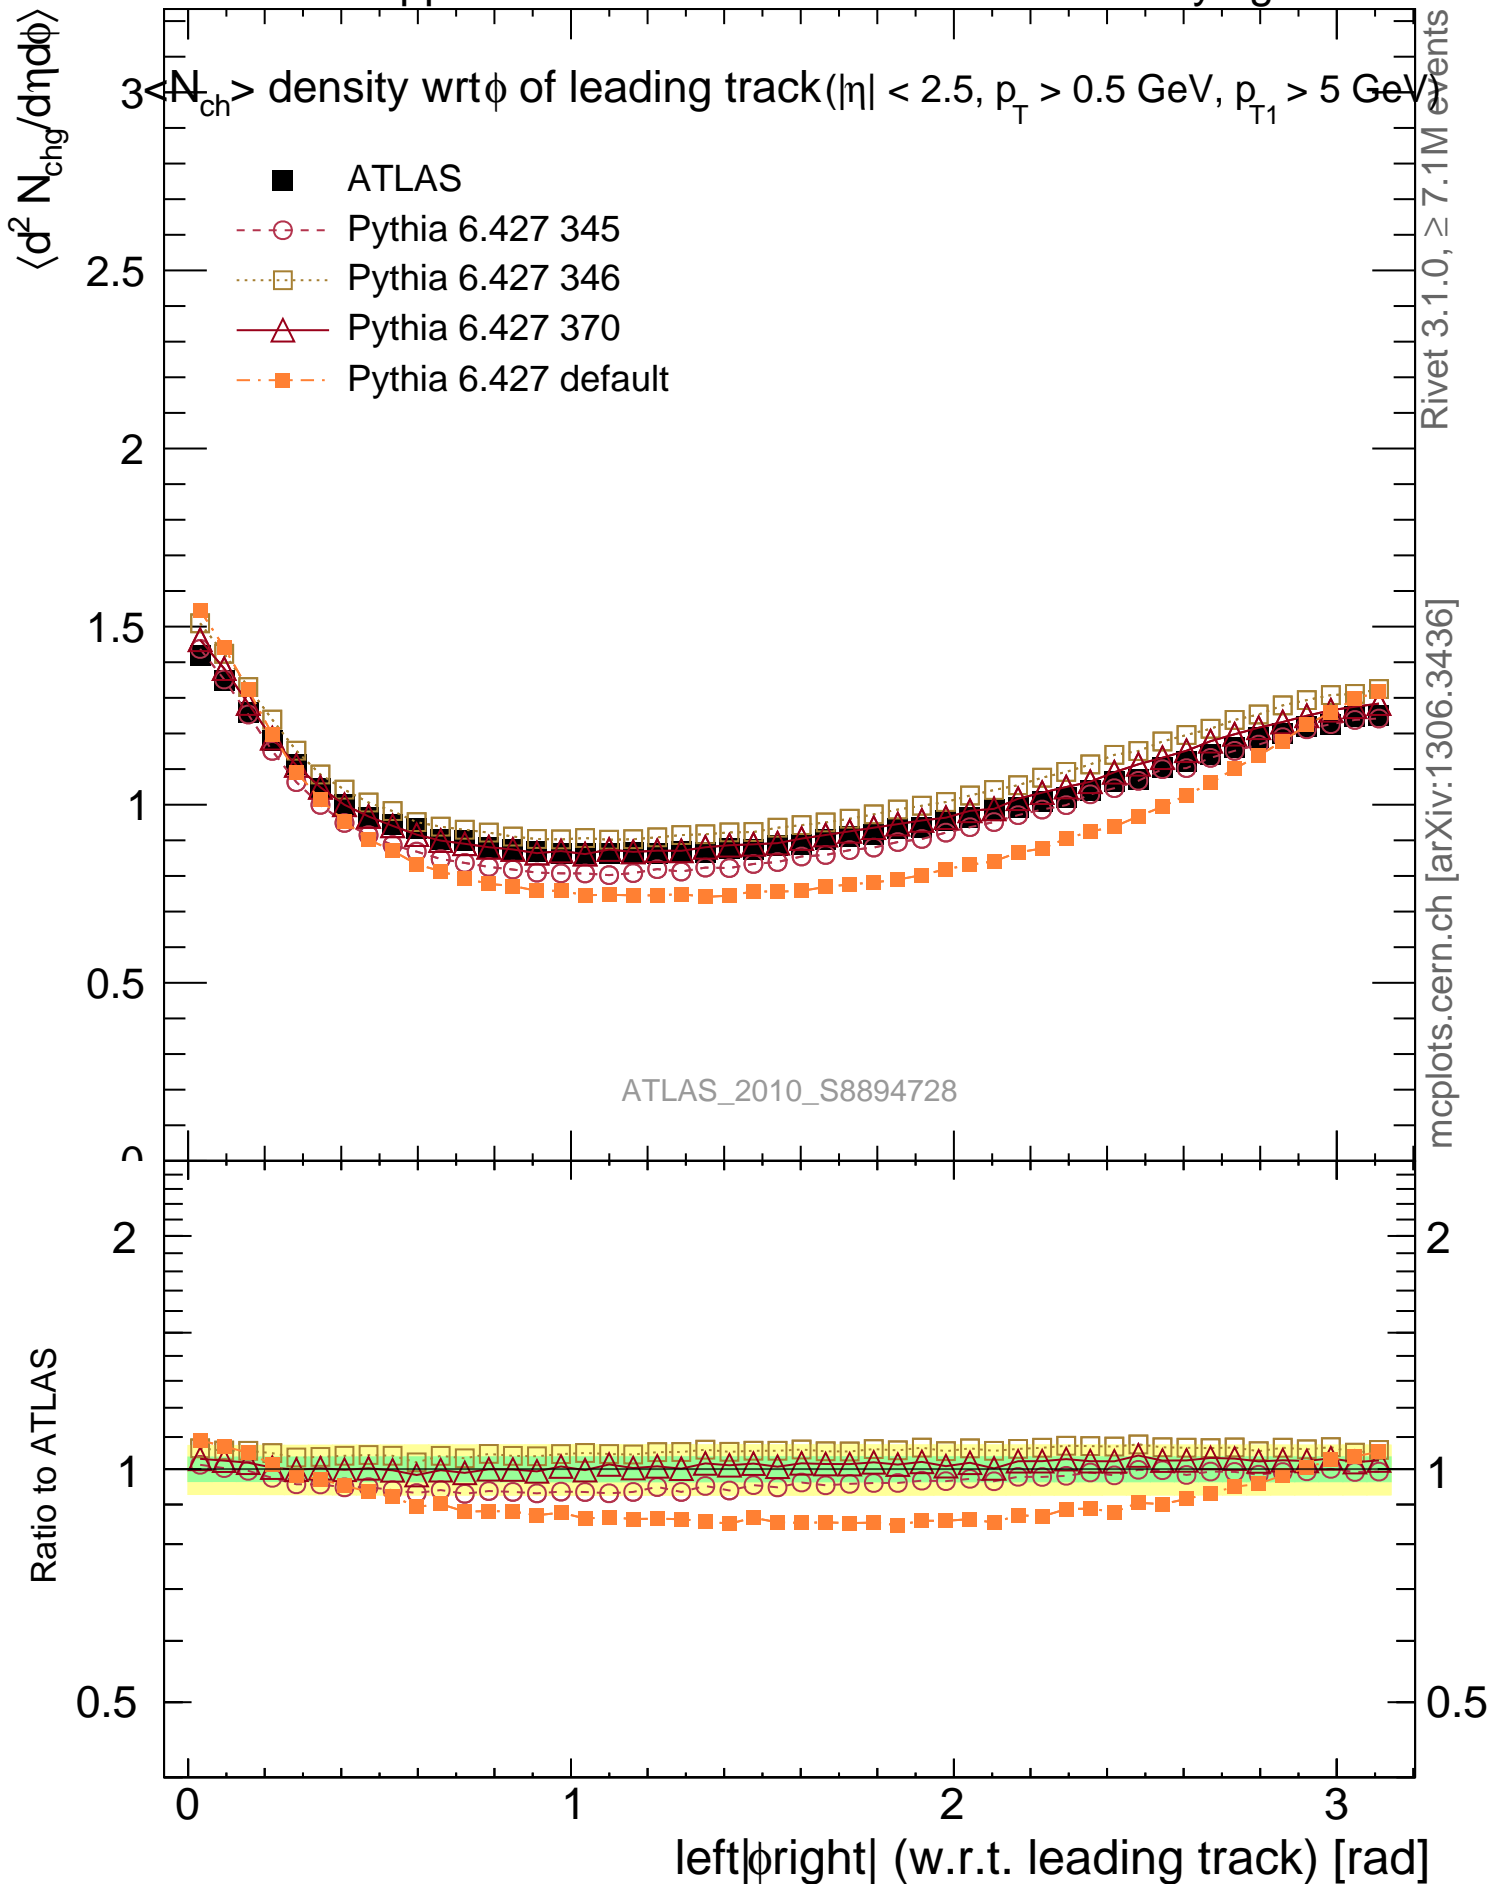 <N_ch> density wrt ϕ of leading track (|η| < 2.5, p_T > 0.5 GeV, p_T1 > 5 GeV)
⟨d² N_chg/dηdϕ⟩
ATLAS
Pythia 6.427 345
Pythia 6.427 346
Pythia 6.427 370
Pythia 6.427 default
3
2.5
2
1.5
1
0.5
0
ATLAS_2010_S8894728
Rivet 3.1.0, ≥ 7.1M events
mcplots.cern.ch [arXiv:1306.3436]
Ratio to ATLAS
2
1
0.5
2
1
0.5
0
1
2
3
left|ϕright| (w.r.t. leading track) [rad]